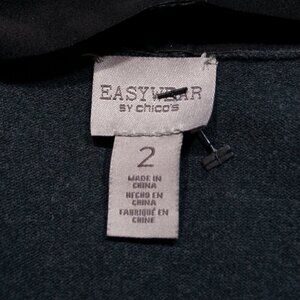 EASYWEAR
BY chico's
2
MADE IN
CHINA
HECHO EN
CHINA
FABRIQUÉ EN
CHINE